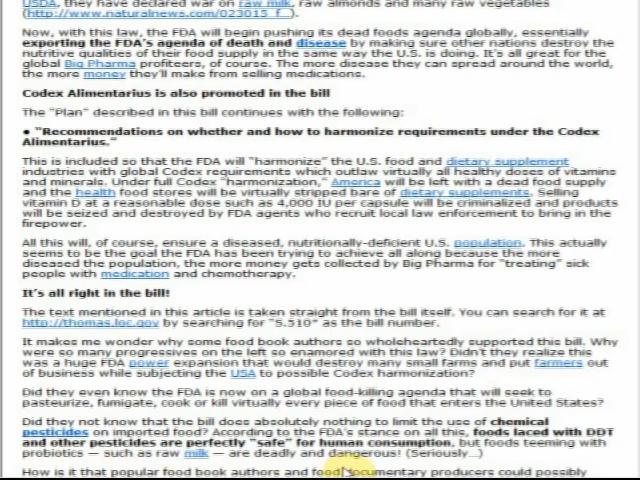 USDA, they have declared war on raw milk, raw almonds and many raw vegetables
(http://www.naturalnews.com/023015_f...).
Now, with this law, the FDA will begin pushing its dead foods agenda globally, essentially
exporting the FDA's agenda of death and disease by making sure other nations destroy the
nutritive qualities of their food supply in the same way the U.S. is doing. It's all great for the
global Big Pharma profiteers, of course. The more disease they can spread around the world,
the more money they'll make from selling medications.
Codex Alimentarius is also promoted in the bill
The "Plan" described in this bill continues with the following:
• "Recommendations on whether and how to harmonize requirements under the Codex
Alimentarius."
This is included so that the FDA will "harmonize" the U.S. food and dietary supplement
industries with global Codex requirements which outlaw virtually all healthy doses of vitamins
and minerals. Under full Codex "harmonization," America will be left with a dead food supply
and the health food stores will be virtually stripped bare of dietary supplements. Selling
vitamin D at a reasonable dose such as 4,000 IU per capsule will be criminalized and products
will be seized and destroyed by FDA agents who recruit local law enforcement to bring in the
firepower.
All this will, of course, ensure a diseased, nutritionally-deficient U.S. population. This actually
seems to be the goal the FDA has been trying to achieve all along because the more
diseased the population, the more money gets collected by Big Pharma for "treating" sick
people with medication and chemotherapy.
It's all right in the bill!
The text mentioned in this article is taken straight from the bill itself. You can search for it at
http://thomas.loc.gov by searching for "S.510" as the bill number.
It makes me wonder why some food book authors so wholeheartedly supported this bill. Why
were so many progressives on the left so enamored with this law? Didn't they realize this
was a huge FDA power expansion that would destroy many small farms and put farmers out
of business while subjecting the USA to possible Codex harmonization?
Did they even know the FDA is now on a global food-killing agenda that will seek to
pasteurize, fumigate, cook or kill virtually every piece of food that enters the United States?
Did they not know that the bill does absolutely nothing to limit the use of chemical
pesticides on imported food? According to the FDA's stance on all this, foods laced with DDT
and other pesticides are perfectly "safe" for human consumption, but foods teeming with
probiotics — such as raw milk — are deadly and dangerous! (Seriously...)
How is it that popular food book authors and food documentary producers could possibly